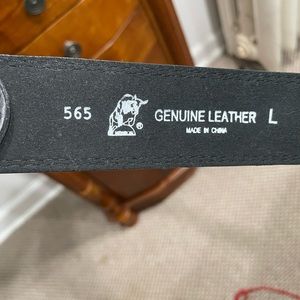 565 ® GENUINE LEATHER L
MADE IN CHINA